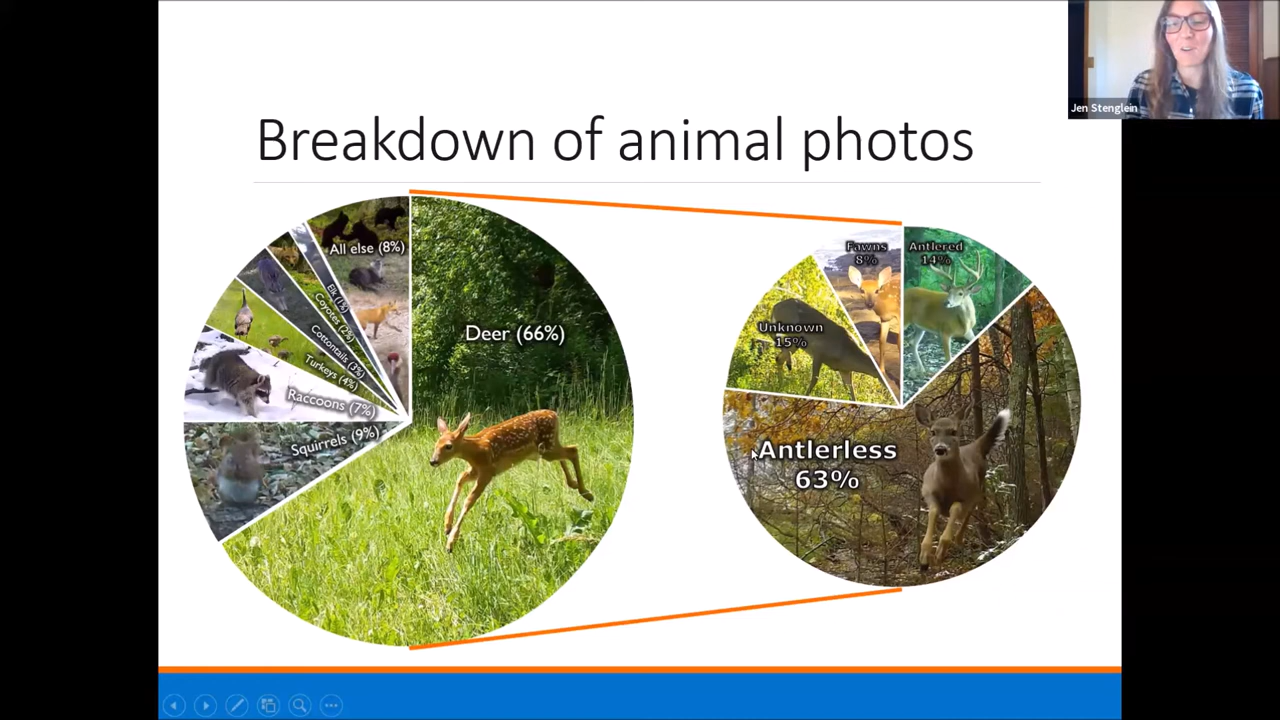 Jen Stenglein
Breakdown of animal photos
All else (8%)
Elk (1%)
Coyotes (2%)
Cottontails (3%)
Turkeys (4%)
Raccoons (7%)
Squirrels (9%)
Deer (66%)
Fawns
8%
Antlered
14%
Unknown
15%
Antlerless
63%